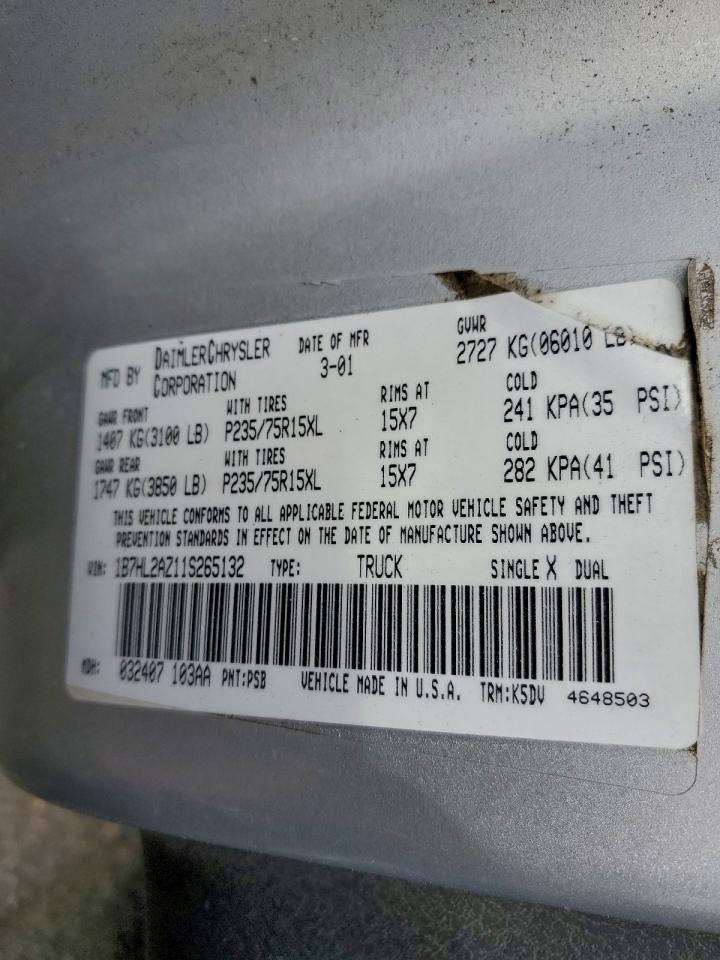 MFD BY DAIMLERCHRYSLER CORPORATION DATE OF MFR 3-01 GVWR 2727 KG(06010 LB)
GAWR FRONT WITH TIRES RIMS AT COLD
1407 KG(3100 LB) P235/75R15XL 15X7 241 KPA(35 PSI)
GAWR REAR WITH TIRES RIMS AT COLD
1747 KG(3850 LB) P235/75R15XL 15X7 282 KPA(41 PSI)
THIS VEHICLE CONFORMS TO ALL APPLICABLE FEDERAL MOTOR VEHICLE SAFETY AND THEFT
PREVENTION STANDARDS IN EFFECT ON THE DATE OF MANUFACTURE SHOWN ABOVE.
VIN: 1B7HL2AZ11S265132 TYPE: TRUCK SINGLE X DUAL
MDH: 032407 103AA PNT:PSB VEHICLE MADE IN U.S.A. TRM:K5DV 4648503